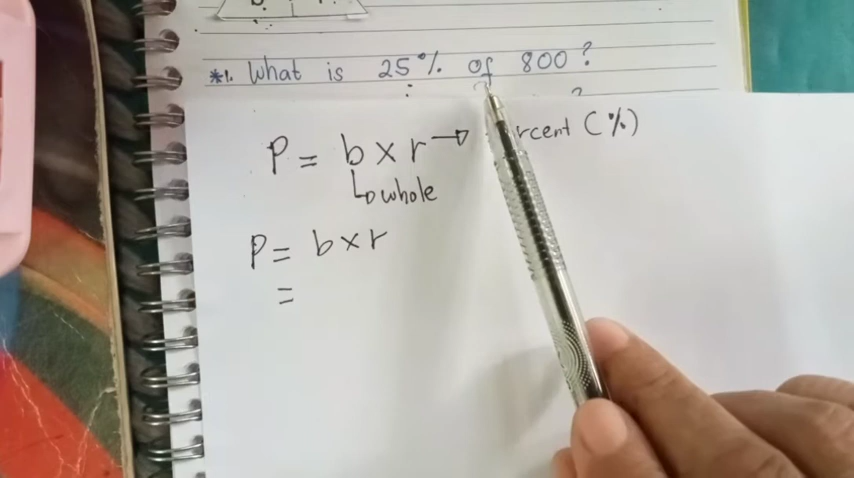 *1. What is 25% of 800?
?
P = b x r → rcent (%)
↳ whole
P = b x r
=